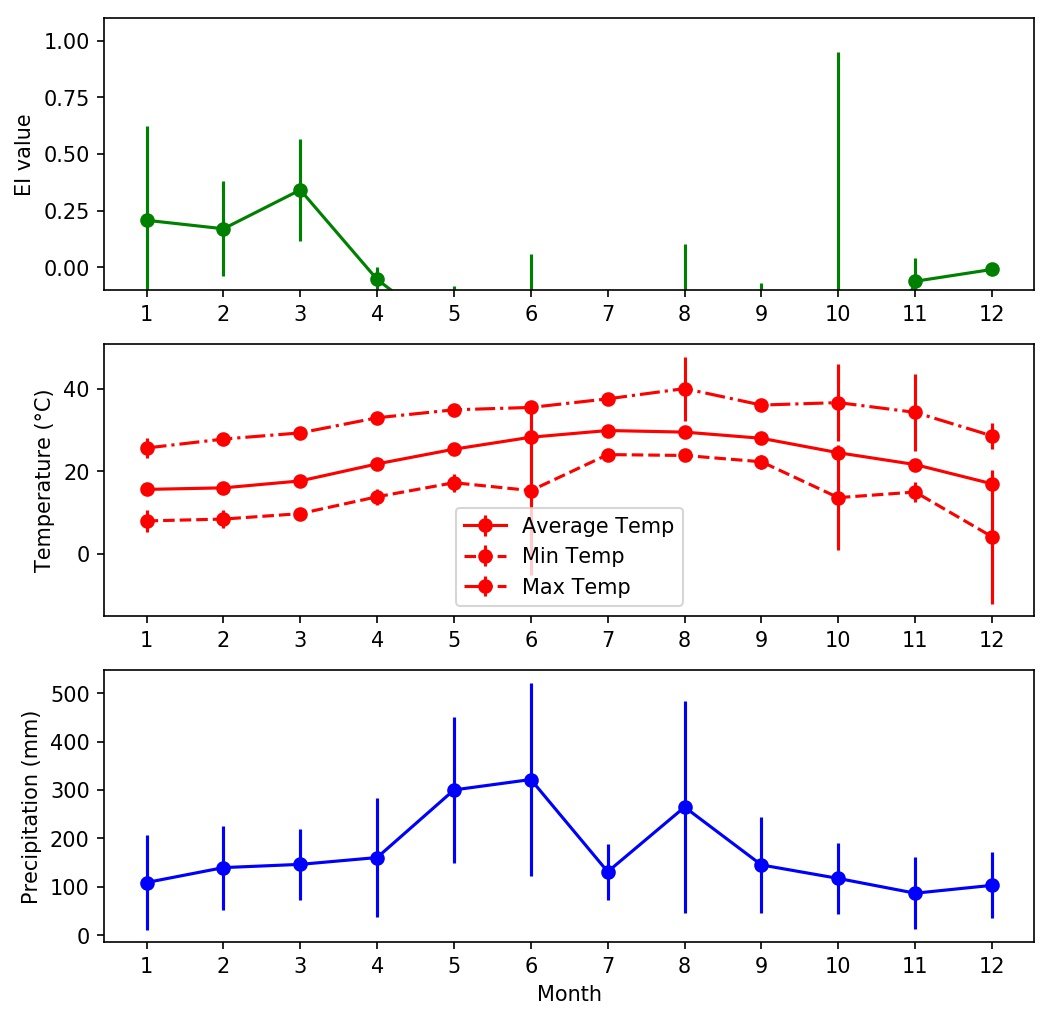 1.00
0.75
0.50
0.25
0.00
EI value
1 2 3 4 5 6 7 8 9 10 11 12
40
20
0
Temperature (°C)
Average Temp
Min Temp
Max Temp
1 2 3 4 5 6 7 8 9 10 11 12
500
400
300
200
100
0
Precipitation (mm)
1 2 3 4 5 6 7 8 9 10 11 12
Month